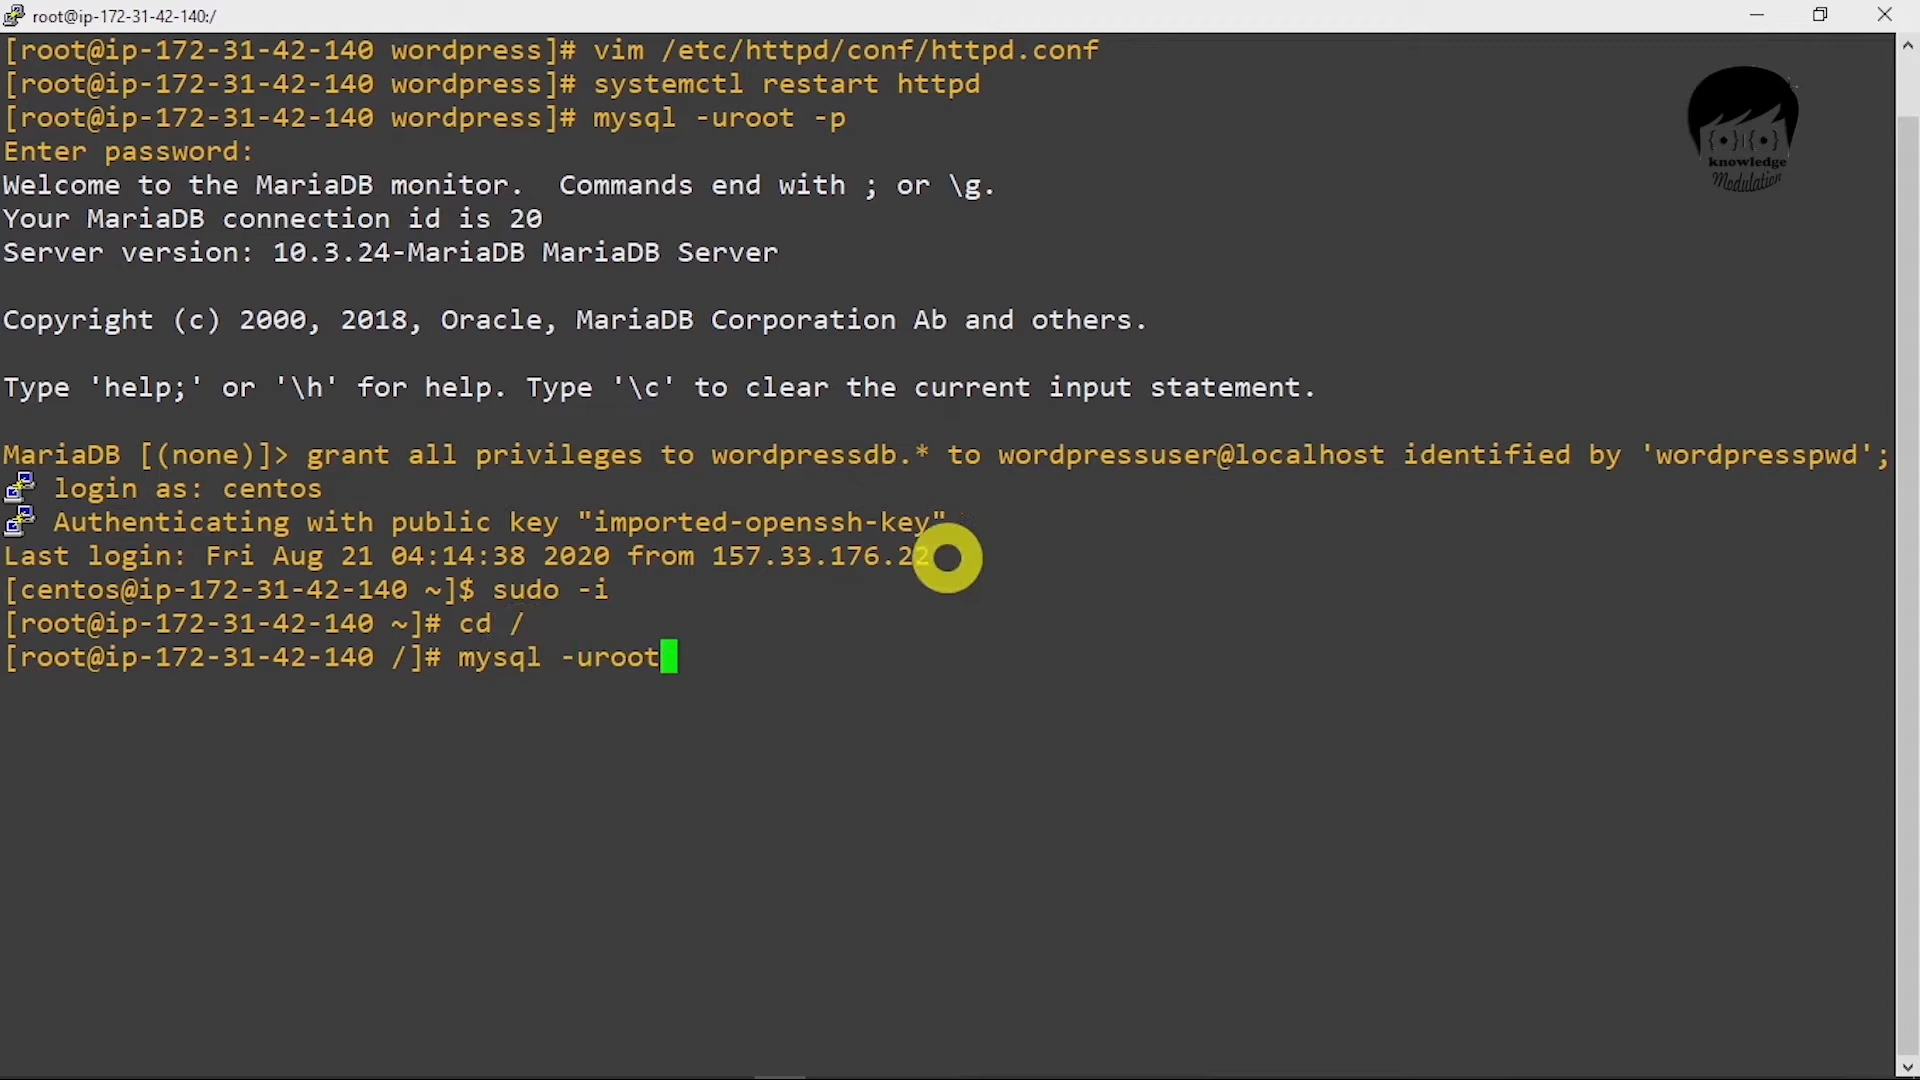 root@ip-172-31-42-140:/
[root@ip-172-31-42-140 wordpress]# vim /etc/httpd/conf/httpd.conf
[root@ip-172-31-42-140 wordpress]# systemctl restart httpd
[root@ip-172-31-42-140 wordpress]# mysql -uroot -p
Enter password:
Welcome to the MariaDB monitor.  Commands end with ; or \g.
Your MariaDB connection id is 20
Server version: 10.3.24-MariaDB MariaDB Server
Copyright (c) 2000, 2018, Oracle, MariaDB Corporation Ab and others.
Type 'help;' or '\h' for help. Type '\c' to clear the current input statement.
MariaDB [(none)]> grant all privileges to wordpressdb.* to wordpressuser@localhost identified by 'wordpresspwd';
login as: centos
Authenticating with public key "imported-openssh-key"
Last login: Fri Aug 21 04:14:38 2020 from 157.33.176.22
[centos@ip-172-31-42-140 ~]$ sudo -i
[root@ip-172-31-42-140 ~]# cd /
[root@ip-172-31-42-140 /]# mysql -uroot
knowledge
Modulation